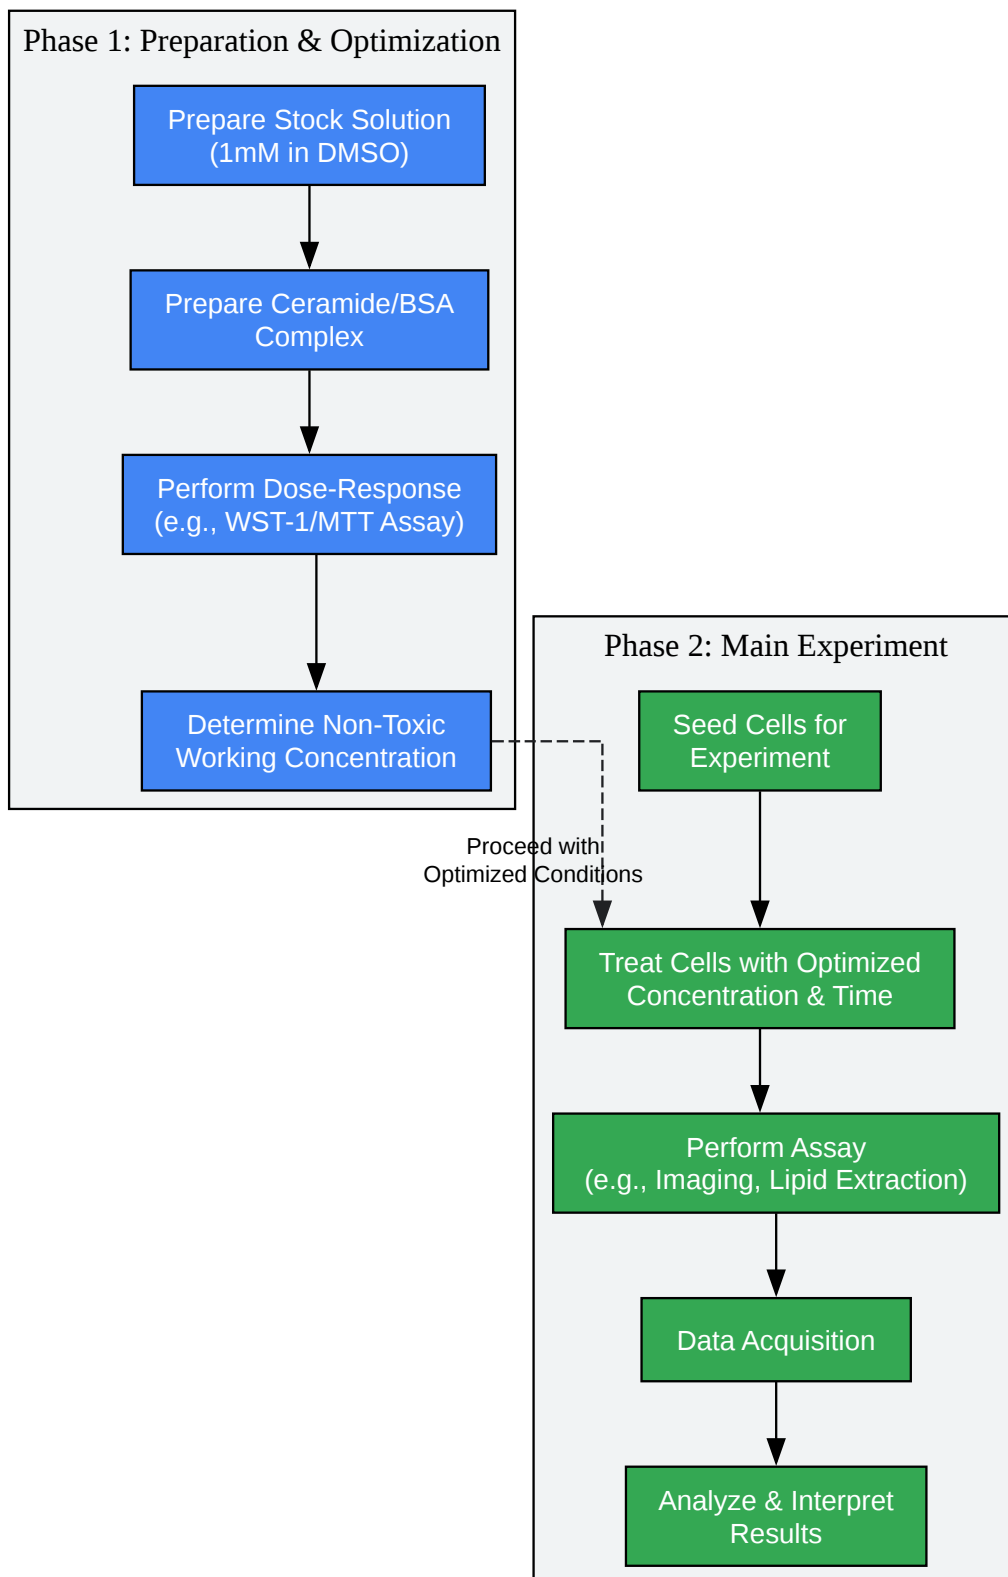 Phase 1: Preparation & Optimization
Prepare Stock Solution
(1mM in DMSO)
Prepare Ceramide/BSA
Complex
Perform Dose-Response
(e.g., WST-1/MTT Assay)
Determine Non-Toxic
Working Concentration
Proceed with
Optimized Conditions
Phase 2: Main Experiment
Seed Cells for
Experiment
Treat Cells with Optimized
Concentration & Time
Perform Assay
(e.g., Imaging, Lipid Extraction)
Data Acquisition
Analyze & Interpret
Results